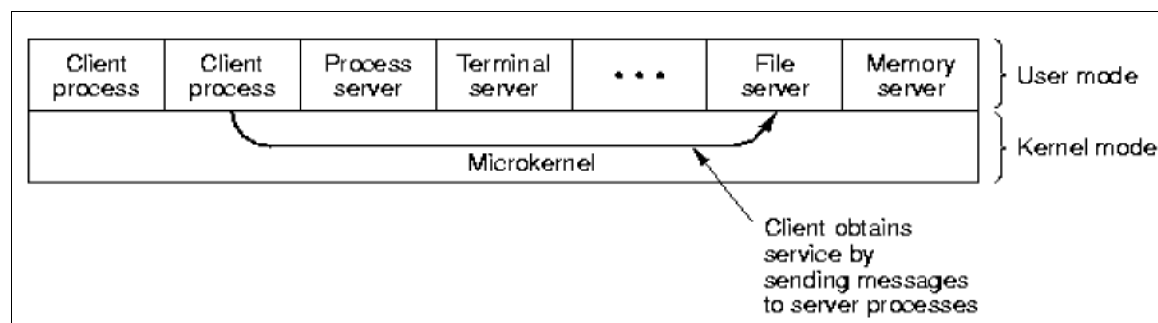 Client process
Client process
Process server
Terminal server
• • •
File server
Memory server
User mode
Microkernel
Kernel mode
Client obtains
service by
sending messages
to server processes